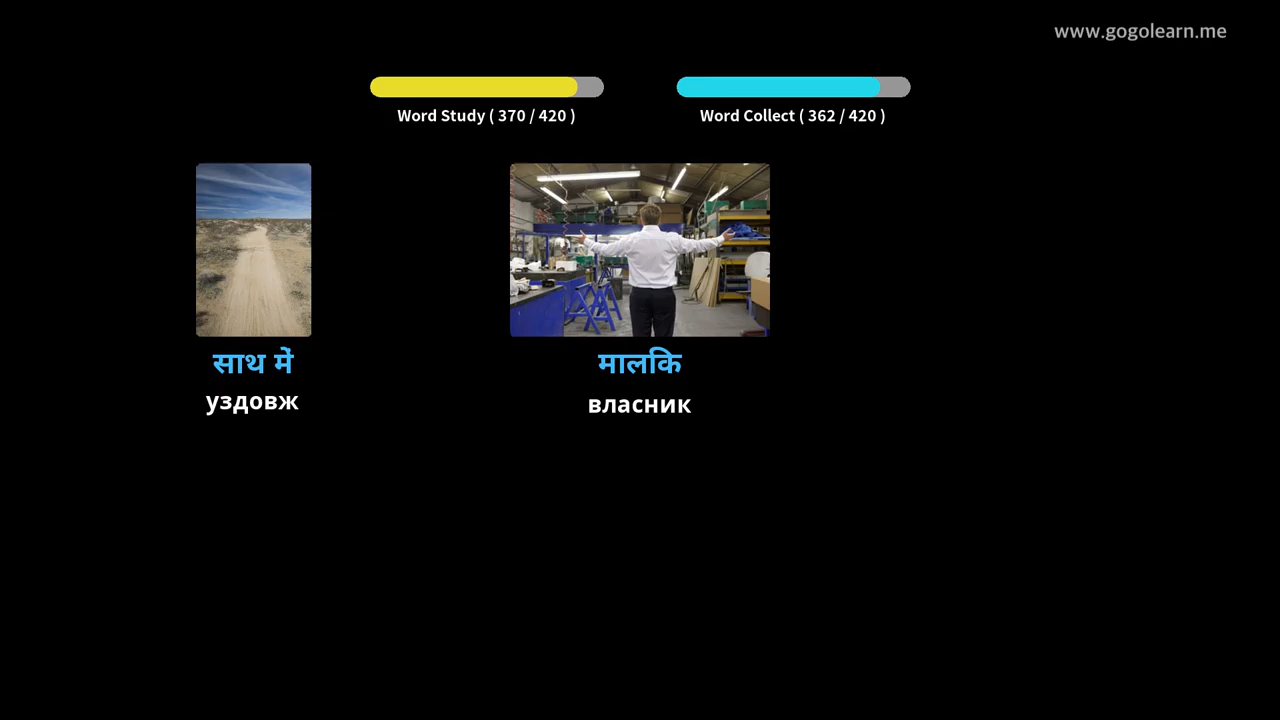 www.gogolearn.me
Word Study ( 370 / 420 )
Word Collect ( 362 / 420 )
साथ में
уздовж
मालकि
власник